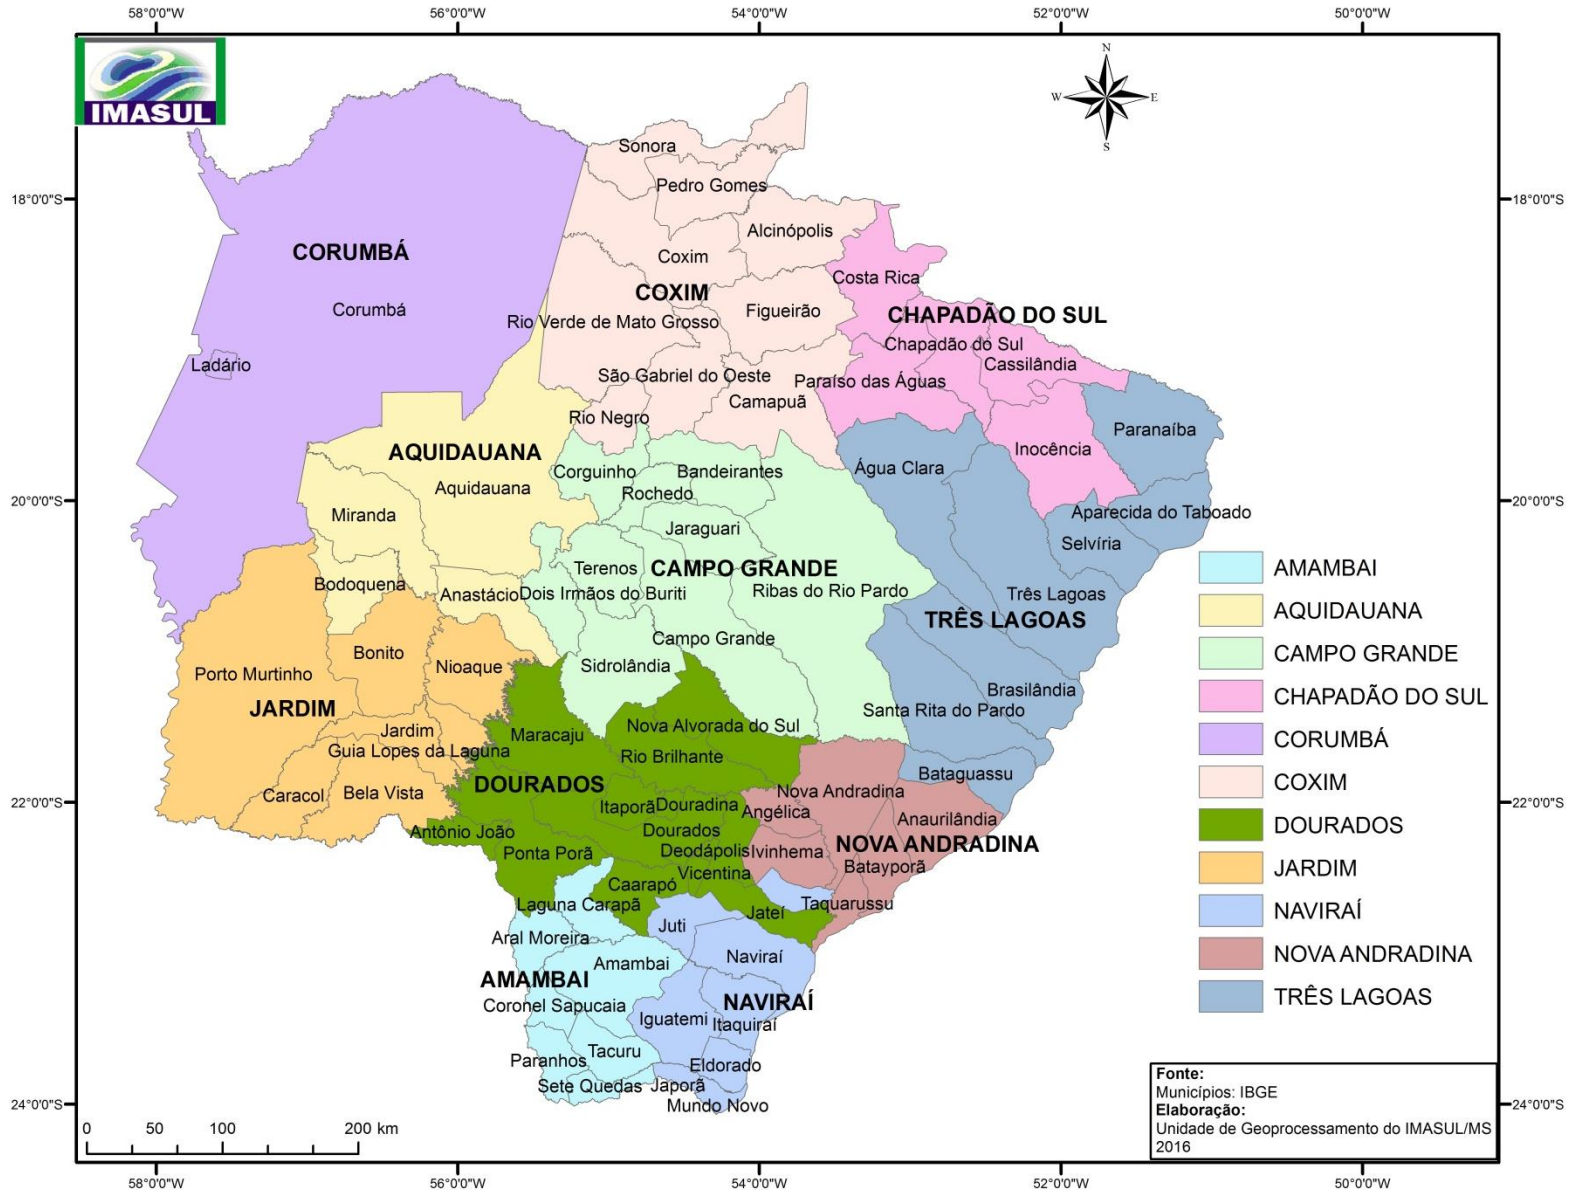 58°0'0"W
56°0'0"W
54°0'0"W
52°0'0"W
50°0'0"W
IMASUL
N
W
E
S
Sonora
Pedro Gomes
18°0'0"S
18°0'0"S
Alcinópolis
CORUMBÁ
Coxim
Costa Rica
COXIM
Corumbá
Figueirão
CHAPADÃO DO SUL
Rio Verde de Mato Grosso
Chapadão do Sul
Ladário
Cassilândia
São Gabriel do Oeste
Paraíso das Águas
Camapuã
Rio Negro
Paranaíba
AQUIDAUANA
Inocência
Corguinho
Bandeirantes
Água Clara
Aquidauana
Rochedo
20°0'0"S
20°0'0"S
Miranda
Aparecida do Taboado
Jaraguari
Selvíria
Terenos
CAMPO GRANDE
Bodoquena
Anastácio
Dois Irmãos do Buriti
Ribas do Rio Pardo
Três Lagoas
TRÊS LAGOAS
Campo Grande
Bonito
Nioaque
Sidrolândia
Porto Murtinho
Brasilândia
JARDIM
Santa Rita do Pardo
Jardim
Nova Alvorada do Sul
Maracaju
Guia Lopes da Laguna
Rio Brilhante
Bataguassu
DOURADOS
Caracol
Bela Vista
Nova Andradina
22°0'0"S
22°0'0"S
Itaporã
Douradina
Angélica
Anaurilândia
Antônio João
Dourados
NOVA ANDRADINA
Ponta Porã
Deodápolis
Ivinhema
Batayporã
Vicentina
Caarapó
Laguna Carapã
Taquarussu
Jateí
Juti
Aral Moreira
Naviraí
Amambai
AMAMBAI
NAVIRAÍ
Coronel Sapucaia
Iguatemi
Itaquiraí
Tacuru
Paranhos
Eldorado
Sete Quedas
Japorã
Mundo Novo
24°0'0"S
24°0'0"S
AMAMBAI
AQUIDAUANA
CAMPO GRANDE
CHAPADÃO DO SUL
CORUMBÁ
COXIM
DOURADOS
JARDIM
NAVIRAÍ
NOVA ANDRADINA
TRÊS LAGOAS
Fonte:
Municípios: IBGE
Elaboração:
Unidade de Geoprocessamento do IMASUL/MS
2016
0 50 100 200 km
58°0'0"W
56°0'0"W
54°0'0"W
52°0'0"W
50°0'0"W